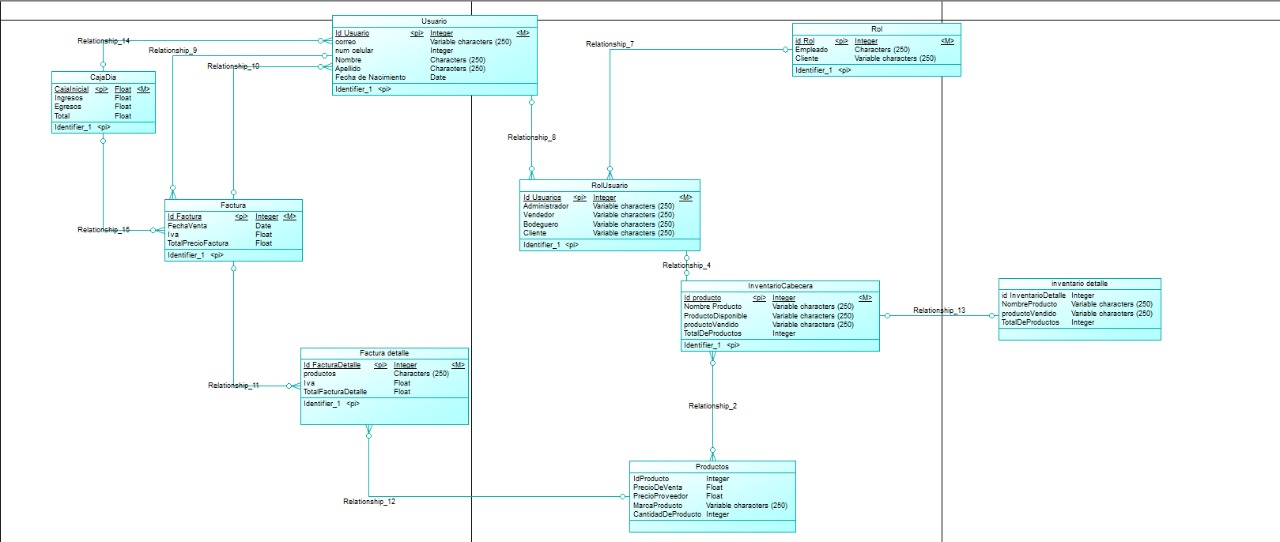 Usuario
Id Usuario <pi> Integer <M>
correo Variable characters (250)
num celular Integer
Nombre Characters (250)
Apellido Characters (250)
Fecha de Nacimiento Date
Identifier_1 <pi>
Rol
id Rol <pi> Integer <M>
Empleado Characters (250)
Cliente Variable characters (250)
Identifier_1 <pi>
Relationship_14
Relationship_9
Relationship_10
Relationship_7
CajaDia
CajaInicial <pi> Float <M>
Ingresos Float
Egresos Float
Total Float
Identifier_1 <pi>
Relationship_8
RolUsuario
Id Usuarios <pi> Integer <M>
Administrador Variable characters (250)
Vendedor Variable characters (250)
Bodeguero Variable characters (250)
Cliente Variable characters (250)
Identifier_1 <pi>
Factura
Id Factura <pi> Integer <M>
FechaVenta Date
Iva Float
TotalPrecioFactura Float
Identifier_1 <pi>
Relationship_15
Relationship_4
InventarioCabecera
Id producto <pi> Integer <M>
Nombre Producto Variable characters (250)
ProductoDisponible Variable characters (250)
productoVendido Variable characters (250)
TotalDeProductos Integer
Identifier_1 <pi>
Relationship_13
inventario detalle
id InventarioDetalle Integer
NombreProducto Variable characters (250)
productoVendido Variable characters (250)
TotalDeProductos Integer
Factura detalle
Id FacturaDetalle <pi> Integer <M>
productos Characters (250)
Iva Float
TotalFacturaDetalle Float
Identifier_1 <pi>
Relationship_11
Relationship_2
Productos
IdProducto Integer
PrecioDeVenta Float
PrecioProveedor Float
MarcaProducto Variable characters (250)
CantidadDeProducto Integer
Relationship_12